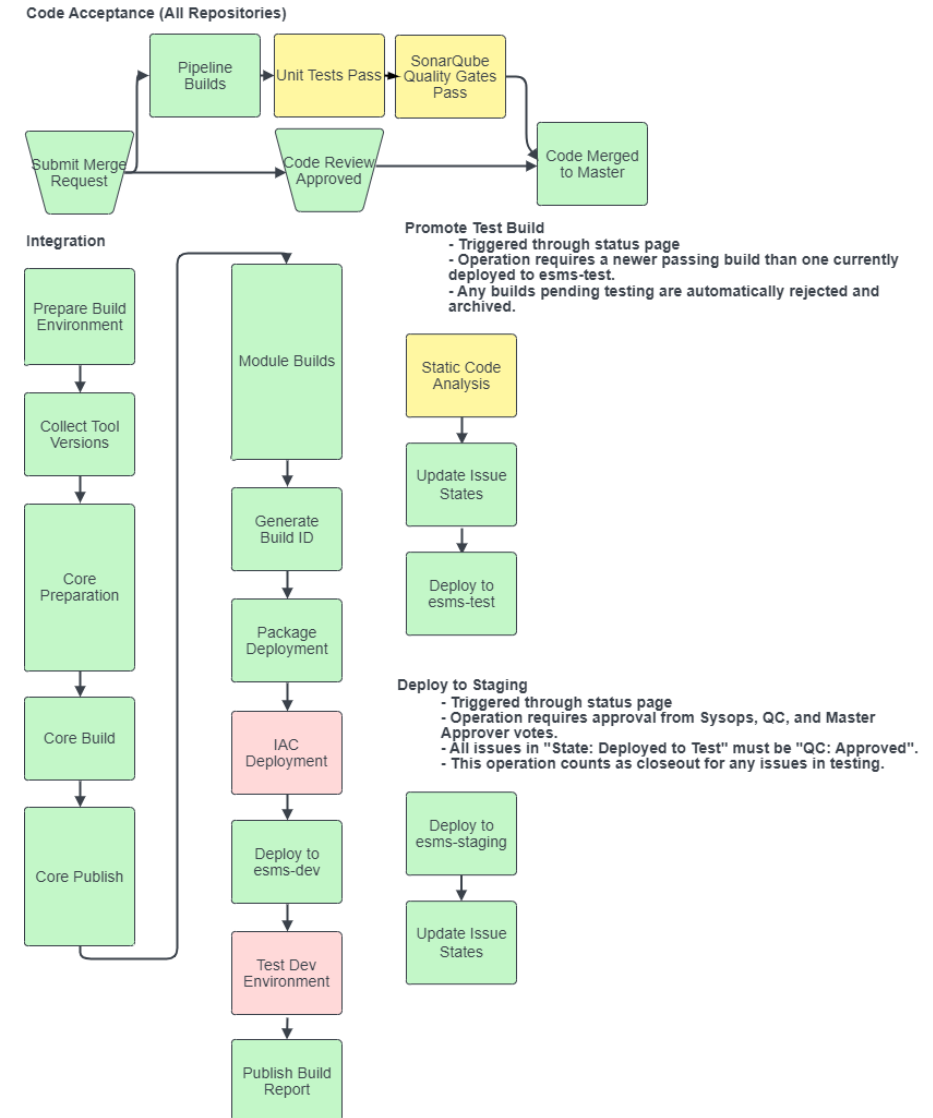 Code Acceptance (All Repositories)
Pipeline
Builds
Unit Tests Pass
SonarQube
Quality Gates
Pass
Submit Merge
Request
Code Review
Approved
Code Merged
to Master
Integration
Prepare Build
Environment
Collect Tool
Versions
Core
Preparation
Core Build
Core Publish
Module Builds
Generate
Build ID
Package
Deployment
IAC
Deployment
Deploy to
esms-dev
Test Dev
Environment
Publish Build
Report
Promote Test Build
- Triggered through status page
- Operation requires a newer passing build than one currently
deployed to esms-test.
- Any builds pending testing are automatically rejected and
archived.
Static Code
Analysis
Update Issue
States
Deploy to
esms-test
Deploy to Staging
- Triggered through status page
- Operation requires approval from Sysops, QC, and Master
Approver votes.
- All issues in "State: Deployed to Test" must be "QC: Approved".
- This operation counts as closeout for any issues in testing.
Deploy to
esms-staging
Update Issue
States